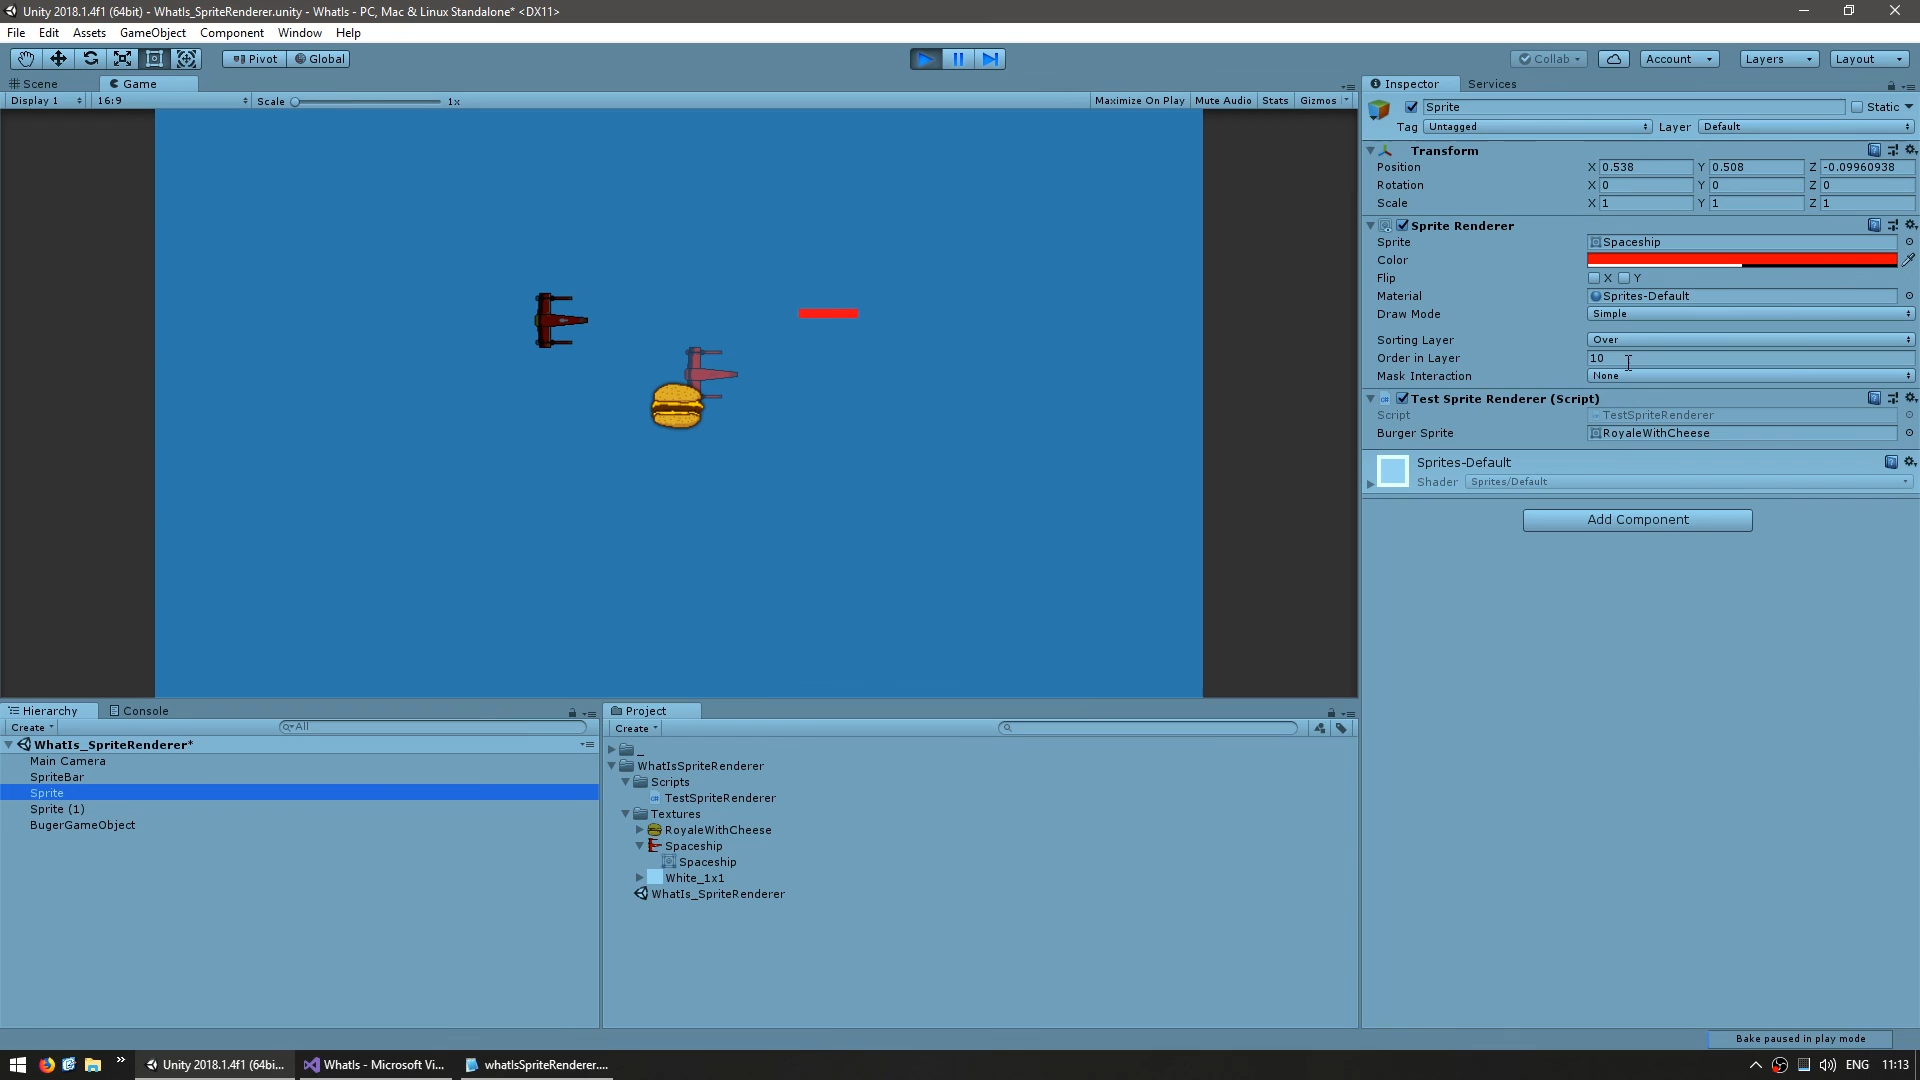 Unity 2018.1.4f1 (64bit) - WhatIs_SpriteRenderer.unity - WhatIs - PC, Mac & Linux Standalone* <DX11>
File Edit Assets GameObject Component Window Help
Pivot Global Collab Account Layers Layout
Scene Game Inspector Services
Display 1 16:9 Scale 1x Maximize On Play Mute Audio Stats Gizmos
Sprite Static
Tag Untagged Layer Default
Transform
Position X 0.538 Y 0.508 Z -0.09960938
Rotation X 0 Y 0 Z 0
Scale X 1 Y 1 Z 1
Sprite Renderer
Sprite Spaceship
Color
Flip X Y
Material Sprites-Default
Draw Mode Simple
Sorting Layer Over
Order in Layer 10
Mask Interaction None
Test Sprite Renderer (Script)
Script TestSpriteRenderer
Burger Sprite RoyaleWithCheese
Sprites-Default
Shader Sprites/Default
Add Component
Hierarchy Console
Create All
WhatIs_SpriteRenderer*
Main Camera
SpriteBar
Sprite
Sprite (1)
BugerGameObject
Project
Create
_
WhatIsSpriteRenderer
Scripts
TestSpriteRenderer
Textures
RoyaleWithCheese
Spaceship
Spaceship
White_1x1
WhatIs_SpriteRenderer
Bake paused in play mode
Unity 2018.1.4f1 (64bi... WhatIs - Microsoft Vi... whatIsSpriteRenderer.... ENG 11:13